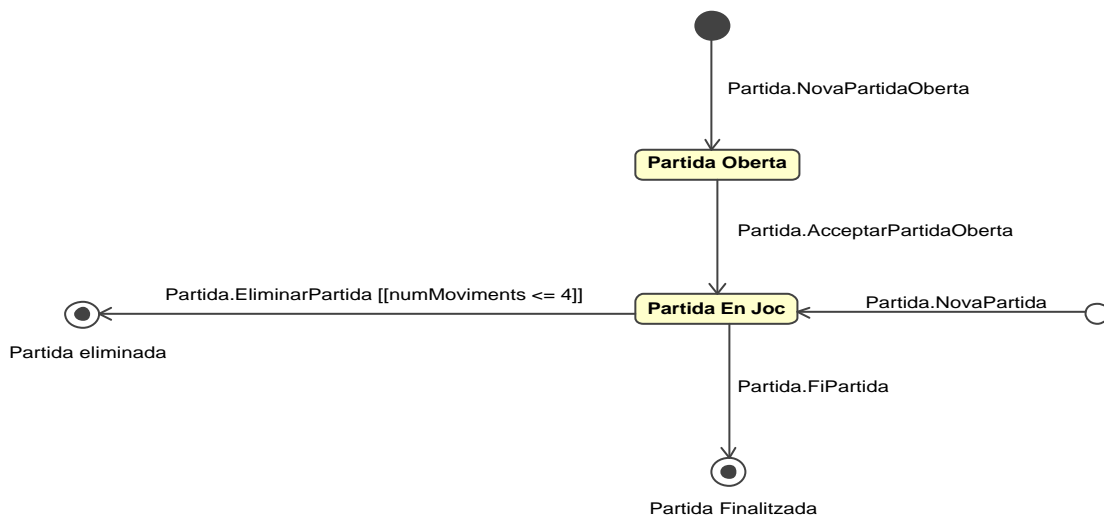 Partida.NovaPartidaOberta
Partida Oberta
Partida.AcceptarPartidaOberta
Partida.EliminarPartida [[numMoviments <= 4]]
Partida En Joc
Partida.NovaPartida
Partida eliminada
Partida.FiPartida
Partida Finalitzada